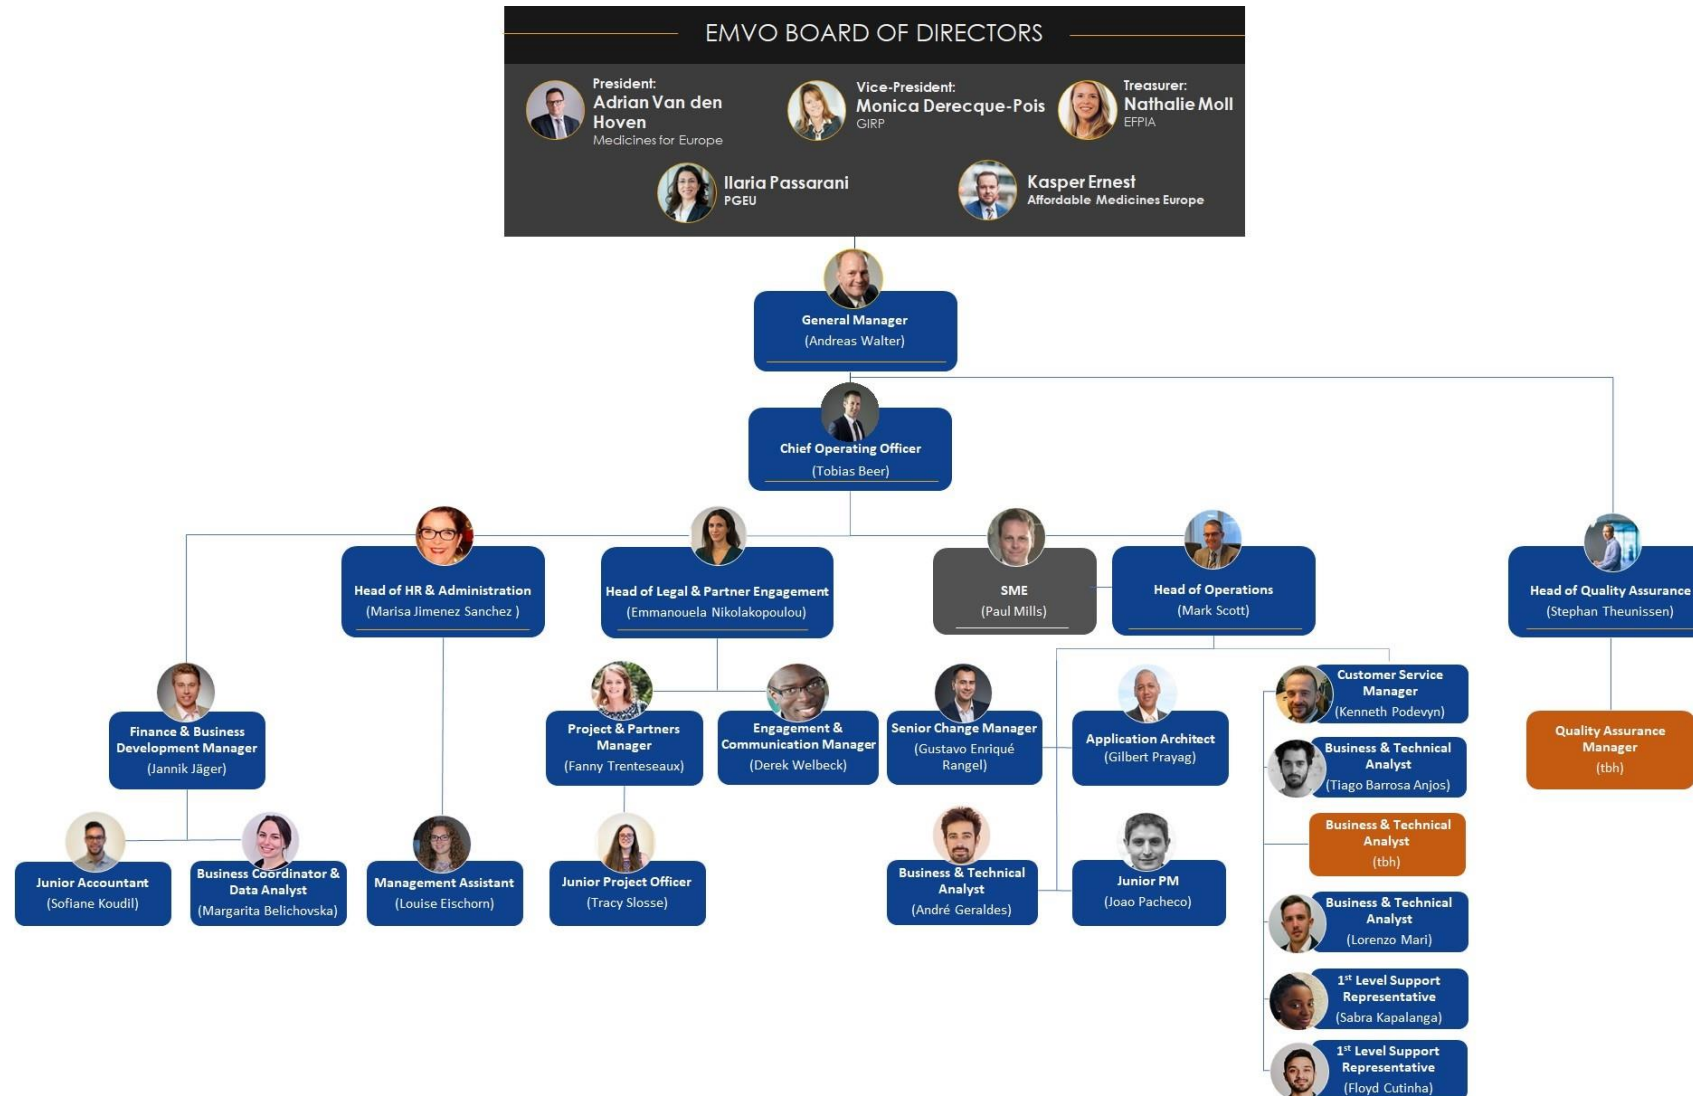 EMVO BOARD OF DIRECTORS
President:
Adrian Van den
Hoven
Medicines for Europe
Vice-President:
Monica Derecque-Pois
GIRP
Treasurer:
Nathalie Moll
EFPIA
Ilaria Passarani
PGEU
Kasper Ernest
Affordable Medicines Europe
General Manager
(Andreas Walter)
Chief Operating Officer
(Tobias Beer)
Head of HR & Administration
(Marisa Jimenez Sanchez )
Head of Legal & Partner Engagement
(Emmanouela Nikolakopoulou)
SME
(Paul Mills)
Head of Operations
(Mark Scott)
Head of Quality Assurance
(Stephan Theunissen)
Finance & Business
Development Manager
(Jannik Jäger)
Project & Partners
Manager
(Fanny Trenteseaux)
Engagement &
Communication Manager
(Derek Welbeck)
Senior Change Manager
(Gustavo Enriqué
Rangel)
Application Architect
(Gilbert Prayag)
Customer Service
Manager
(Kenneth Podevyn)
Quality Assurance
Manager
(tbh)
Business & Technical
Analyst
(Tiago Barrosa Anjos)
Business & Technical
Analyst
(tbh)
Junior Accountant
(Sofiane Koudil)
Business Coordinator &
Data Analyst
(Margarita Belichovska)
Management Assistant
(Louise Eischorn)
Junior Project Officer
(Tracy Slosse)
Business & Technical
Analyst
(André Geraldes)
Junior PM
(Joao Pacheco)
Business & Technical
Analyst
(Lorenzo Mari)
1st Level Support
Representative
(Sabra Kapalanga)
1st Level Support
Representative
(Floyd Cutinha)